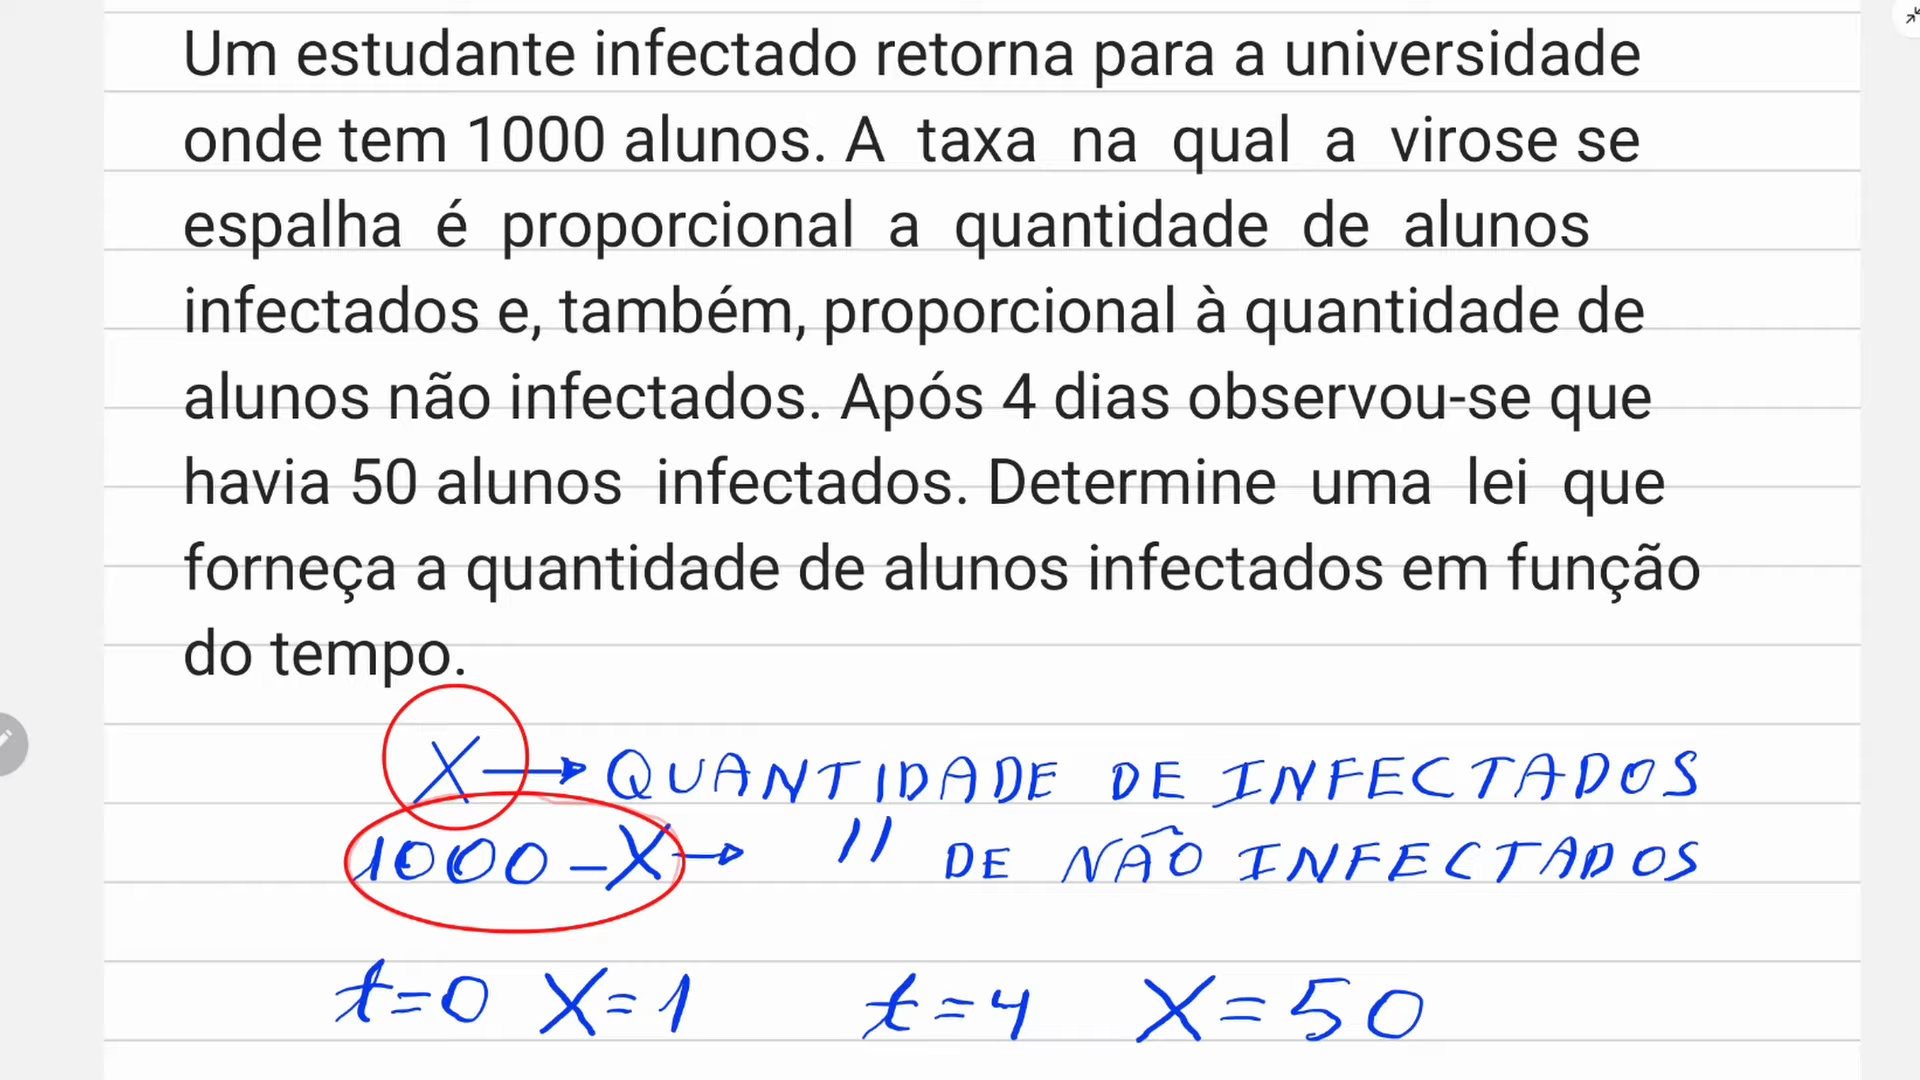 Um estudante infectado retorna para a universidade
onde tem 1000 alunos. A taxa na qual a virose se
espalha é proporcional a quantidade de alunos
infectados e, também, proporcional à quantidade de
alunos não infectados. Após 4 dias observou-se que
havia 50 alunos infectados. Determine uma lei que
forneça a quantidade de alunos infectados em função
do tempo.
X → QUANTIDADE DE INFECTADOS
1000 - X → " DE NÃO INFECTADOS
t=0 X=1 t=4 X=50